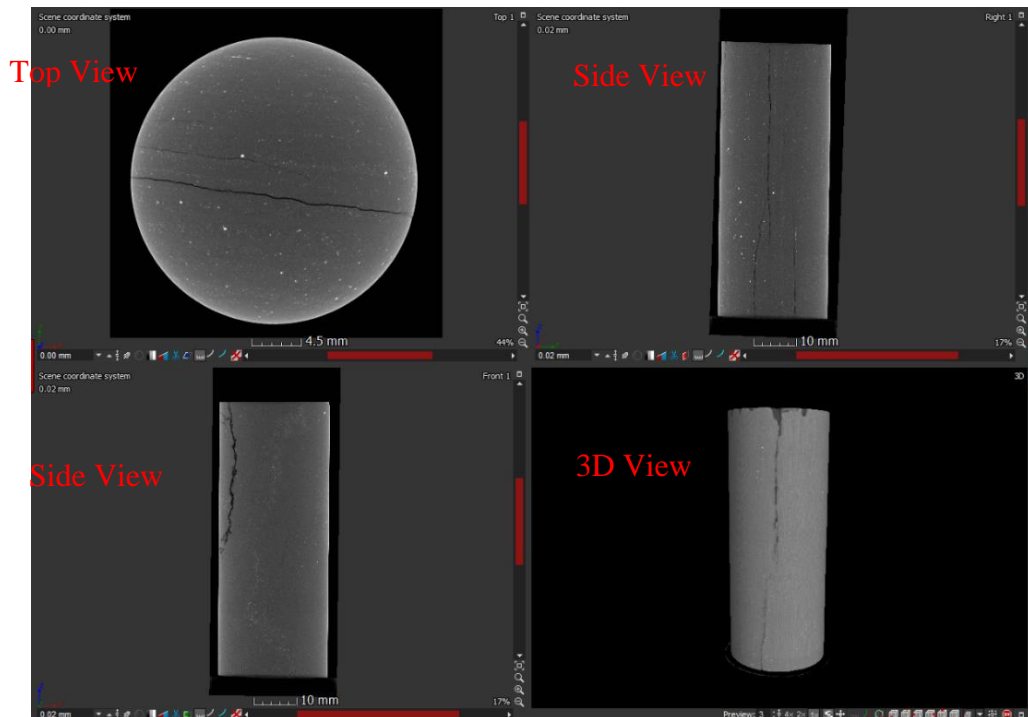 Scene coordinate system
Top 1
0.00 mm
Top View
4.5 mm
44%
0.00 mm
Scene coordinate system
Right 1
0.02 mm
Side View
10 mm
17%
0.02 mm
Scene coordinate system
Front 1
0.02 mm
Side View
10 mm
17%
0.02 mm
3D
3D View
Preview: 3
4x 2x